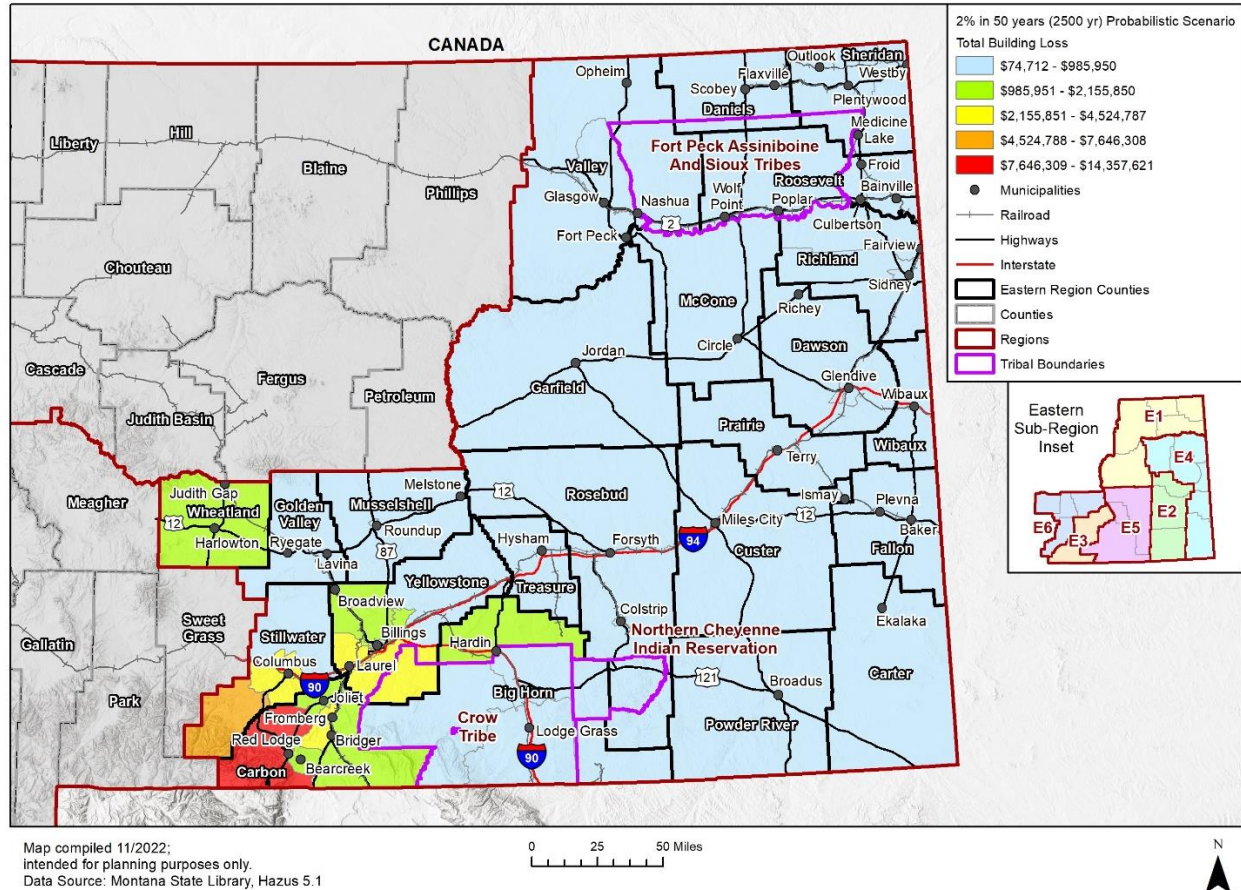 CANADA
2% in 50 years (2500 yr) Probabilistic Scenario
Total Building Loss
$74,712 - $985,950
$985,951 - $2,155,850
$2,155,851 - $4,524,787
$4,524,788 - $7,646,308
$7,646,309 - $14,357,621
Municipalities
Railroad
Highways
Interstate
Eastern Region Counties
Counties
Regions
Tribal Boundaries
Eastern
Sub-Region
Inset
E1
E4
E2
E5
E6
E3
Outlook
Sheridan
Opheim
Flaxville
Westby
Scobey
Daniels
Plentywood
Liberty
Hill
Blaine
Phillips
Valley
Medicine
Lake
Fort Peck Assiniboine
And Sioux Tribes
Froid
Roosevelt
Bainville
Glasgow
Nashua
Wolf
Point
Poplar
2
Culbertson
Fort Peck
Fairview
Richland
Chouteau
Sidney
McCone
Richey
Circle
Dawson
Jordan
Cascade
Fergus
Petroleum
Garfield
Glendive
Judith Basin
Wibaux
Prairie
Wibaux
Terry
Meagher
Judith Gap
Wheatland
12
Harlowton
Golden
Valley
Ryegate
Lavina
Melstone
Musselshell
Roundup
87
12
Rosebud
Ismay
Plevna
Miles City
12
Baker
94
Custer
Fallon
Hysham
Forsyth
Yellowstone
Treasure
Broadview
Colstrip
Ekalaka
Sweet
Grass
Gallatin
Stillwater
Billings
Hardin
Northern Cheyenne
Indian Reservation
Columbus
Laurel
90
Carter
Big Horn
121
Broadus
Park
Joliet
Fromberg
Powder River
Red Lodge
Bridger
Crow
Tribe
Lodge Grass
Carbon
Bearcreek
90
Map compiled 11/2022;
intended for planning purposes only.
Data Source: Montana State Library, Hazus 5.1
0 25 50 Miles
N